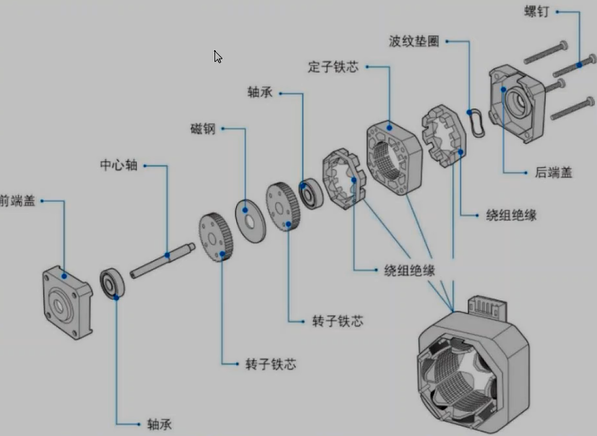 螺钉
波纹垫圈
定子铁芯
轴承
磁钢
中心轴
后端盖
前端盖
绕组绝缘
绕组绝缘
转子铁芯
转子铁芯
轴承